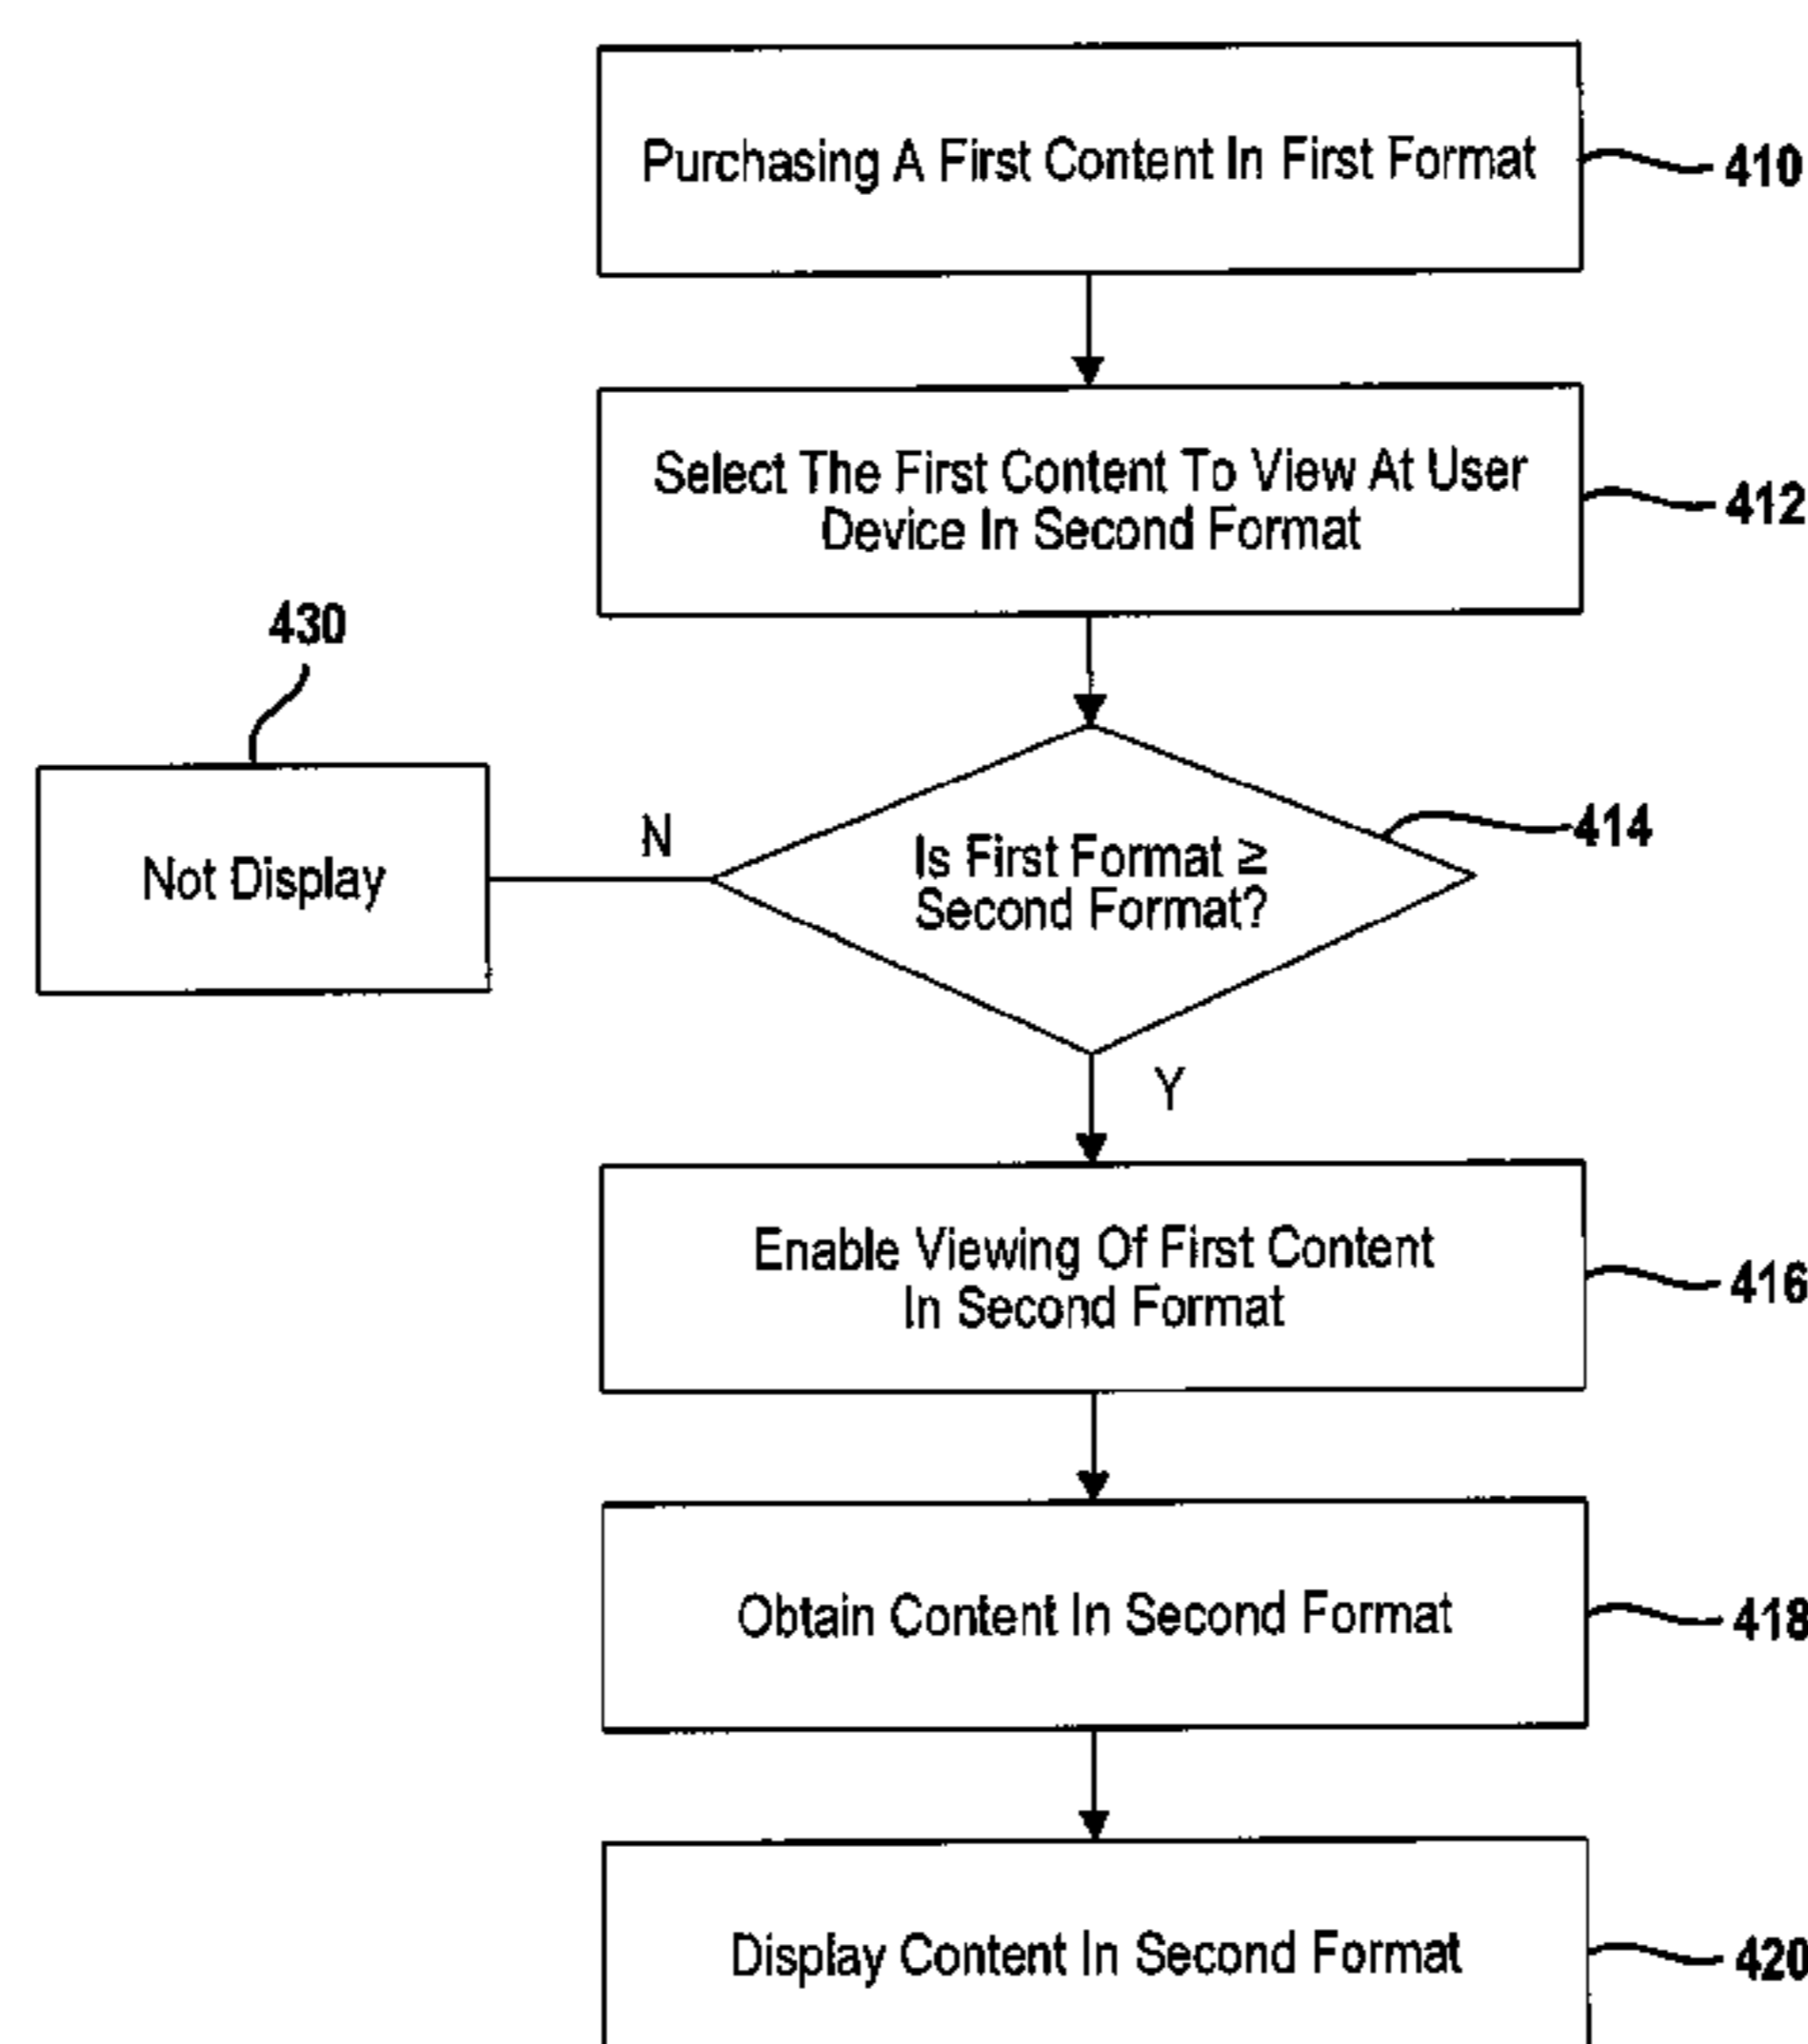 Purchasing A First Content In First Format
410
Select The First Content To View At User
Device In Second Format
412
430
Not Display
N
Is First Format ≥
Second Format?
414
Y
Enable Viewing Of First Content
In Second Format
416
Obtain Content In Second Format
418
Display Content In Second Format
420